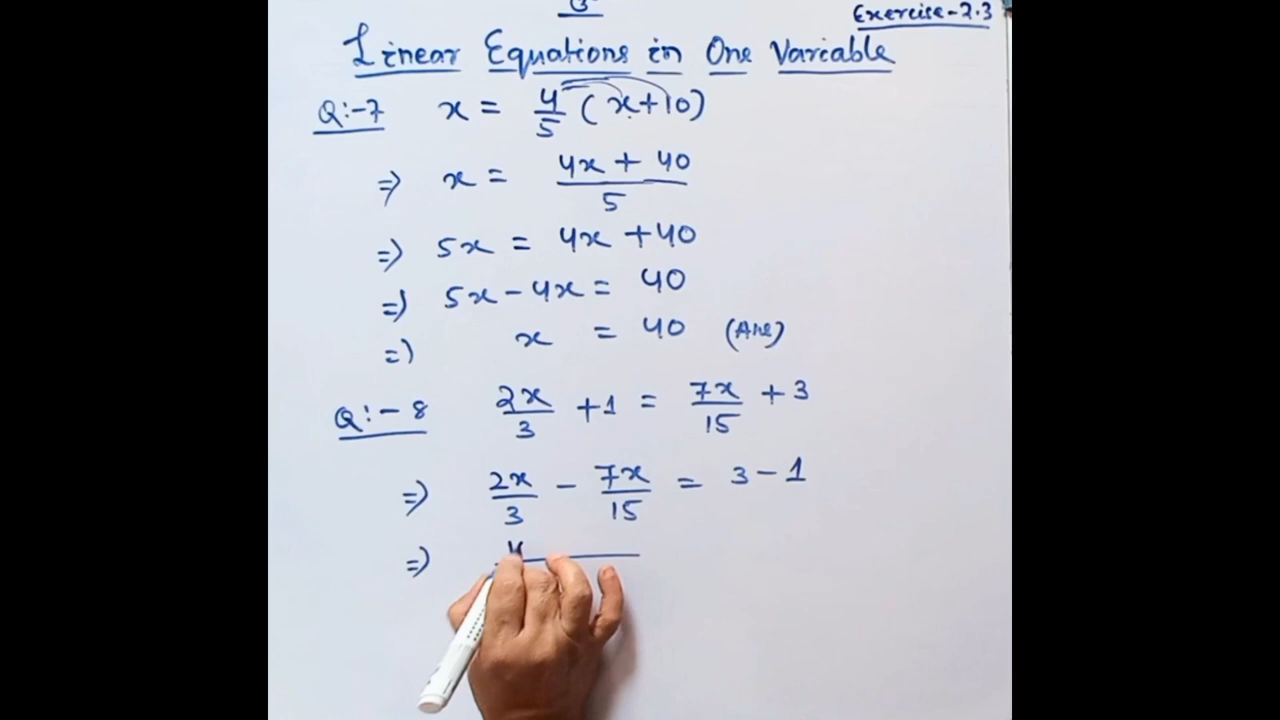 3
Exercise-2.3
Linear Equations in One Variable
Q:-7 x = 4/5 (x+10)
=> x = (4x + 40)/5
=> 5x = 4x + 40
=> 5x - 4x = 40
=> x = 40 (Ans)
Q:-8 2x/3 + 1 = 7x/15 + 3
=> 2x/3 - 7x/15 = 3 - 1
=>